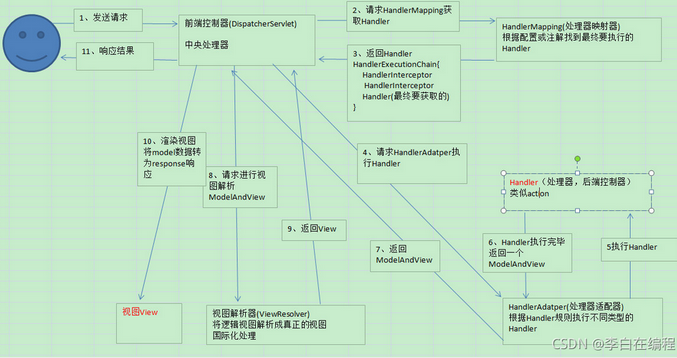 1、发送请求
11、响应结果
前端控制器(DispatcherServlet)
中央处理器
2、请求HandlerMapping获
取Handler
3、返回Handler
HandlerExecutionChain{
HandlerInterceptor
HandlerInterceptor
Handler(最终要获取的)
}
HandlerMapping(处理器映射器)
根据配置或注解找到最终要执行的
Handler
10、渲染视图
将model数据转
为response响
应
8、请求进行视
图解析
ModelAndView
9、返回View
4、请求HandlerAdatper执
行Handler
7、返回
ModelAndView
Handler（处理器，后端控制器）
类似action
6、Handler执行完毕
返回一个
ModelAndView
5执行Handler
视图View
视图解析器(ViewResolver)
将逻辑视图解析成真正的视图
国际化处理
HandlerAdatper(处理器适配器)
根据Handler规则执行不同类型的
Handler
CSDN @李白在编程